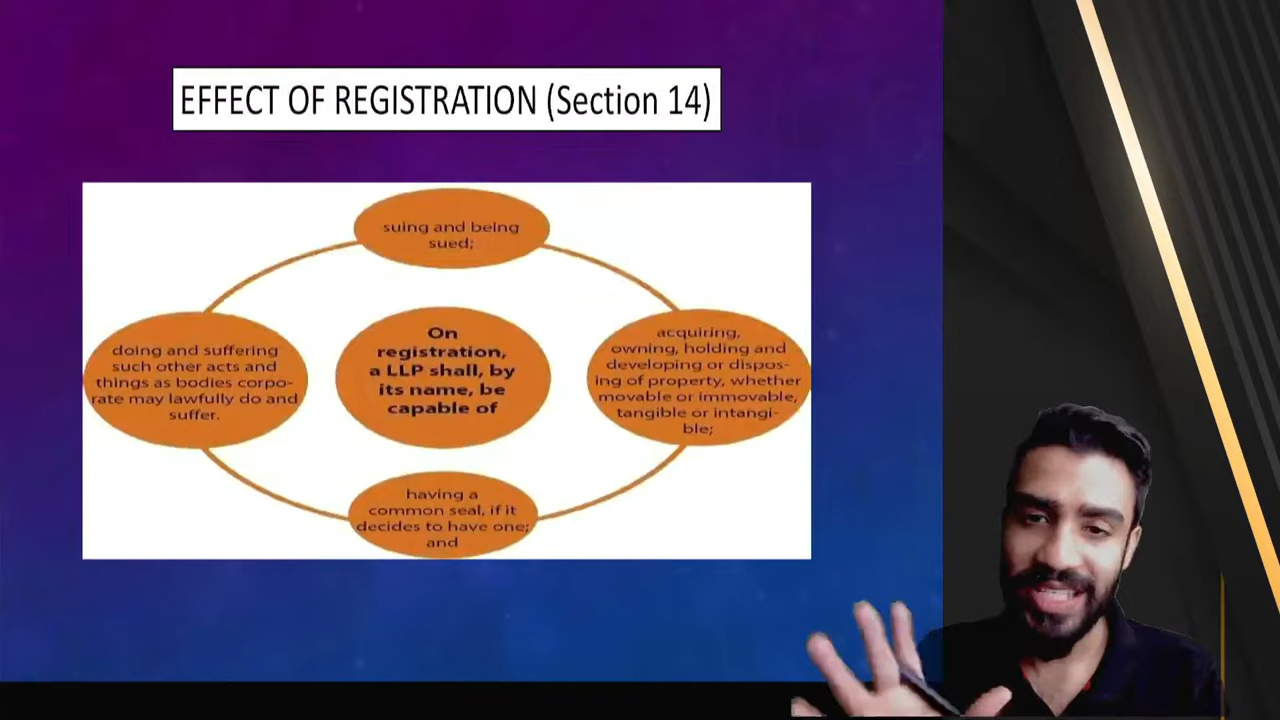 EFFECT OF REGISTRATION (Section 14)
suing and being
sued;
On
registration,
a LLP shall, by
its name, be
capable of
acquiring,
owning, holding and
developing or dispos-
ing of property, whether
movable or immovable,
tangible or intangi-
ble;
having a
common seal, if it
decides to have one;
and
doing and suffering
such other acts and
things as bodies corpo-
rate may lawfully do and
suffer.